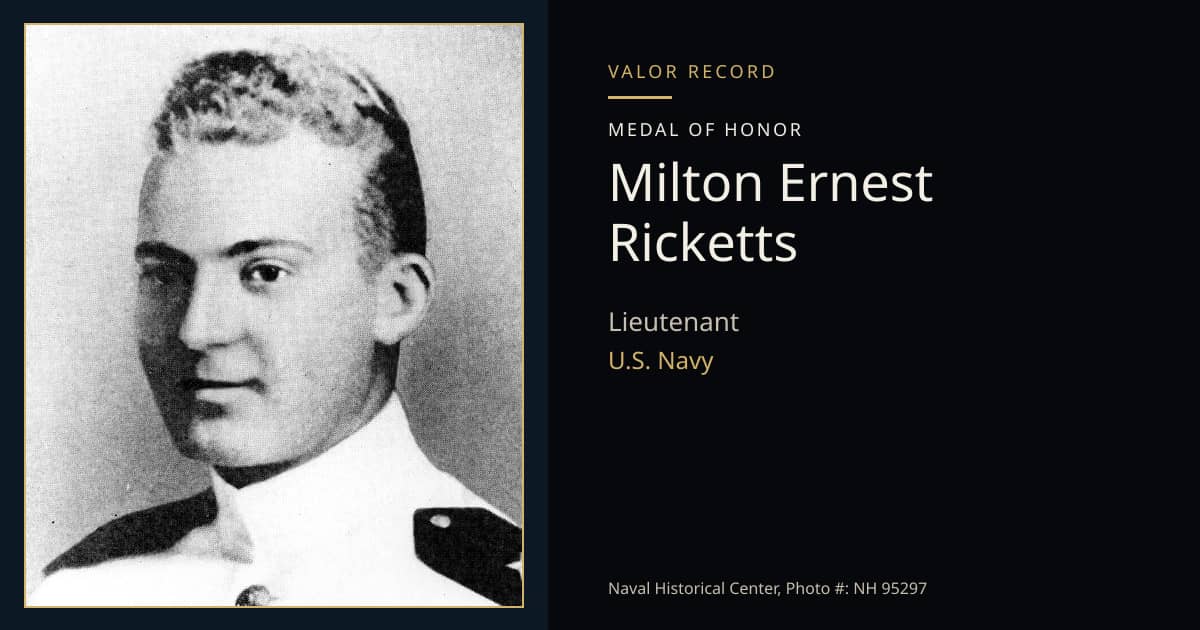 VALOR RECORD
MEDAL OF HONOR
Milton Ernest
Ricketts
Lieutenant
U.S. Navy
Naval Historical Center, Photo #: NH 95297